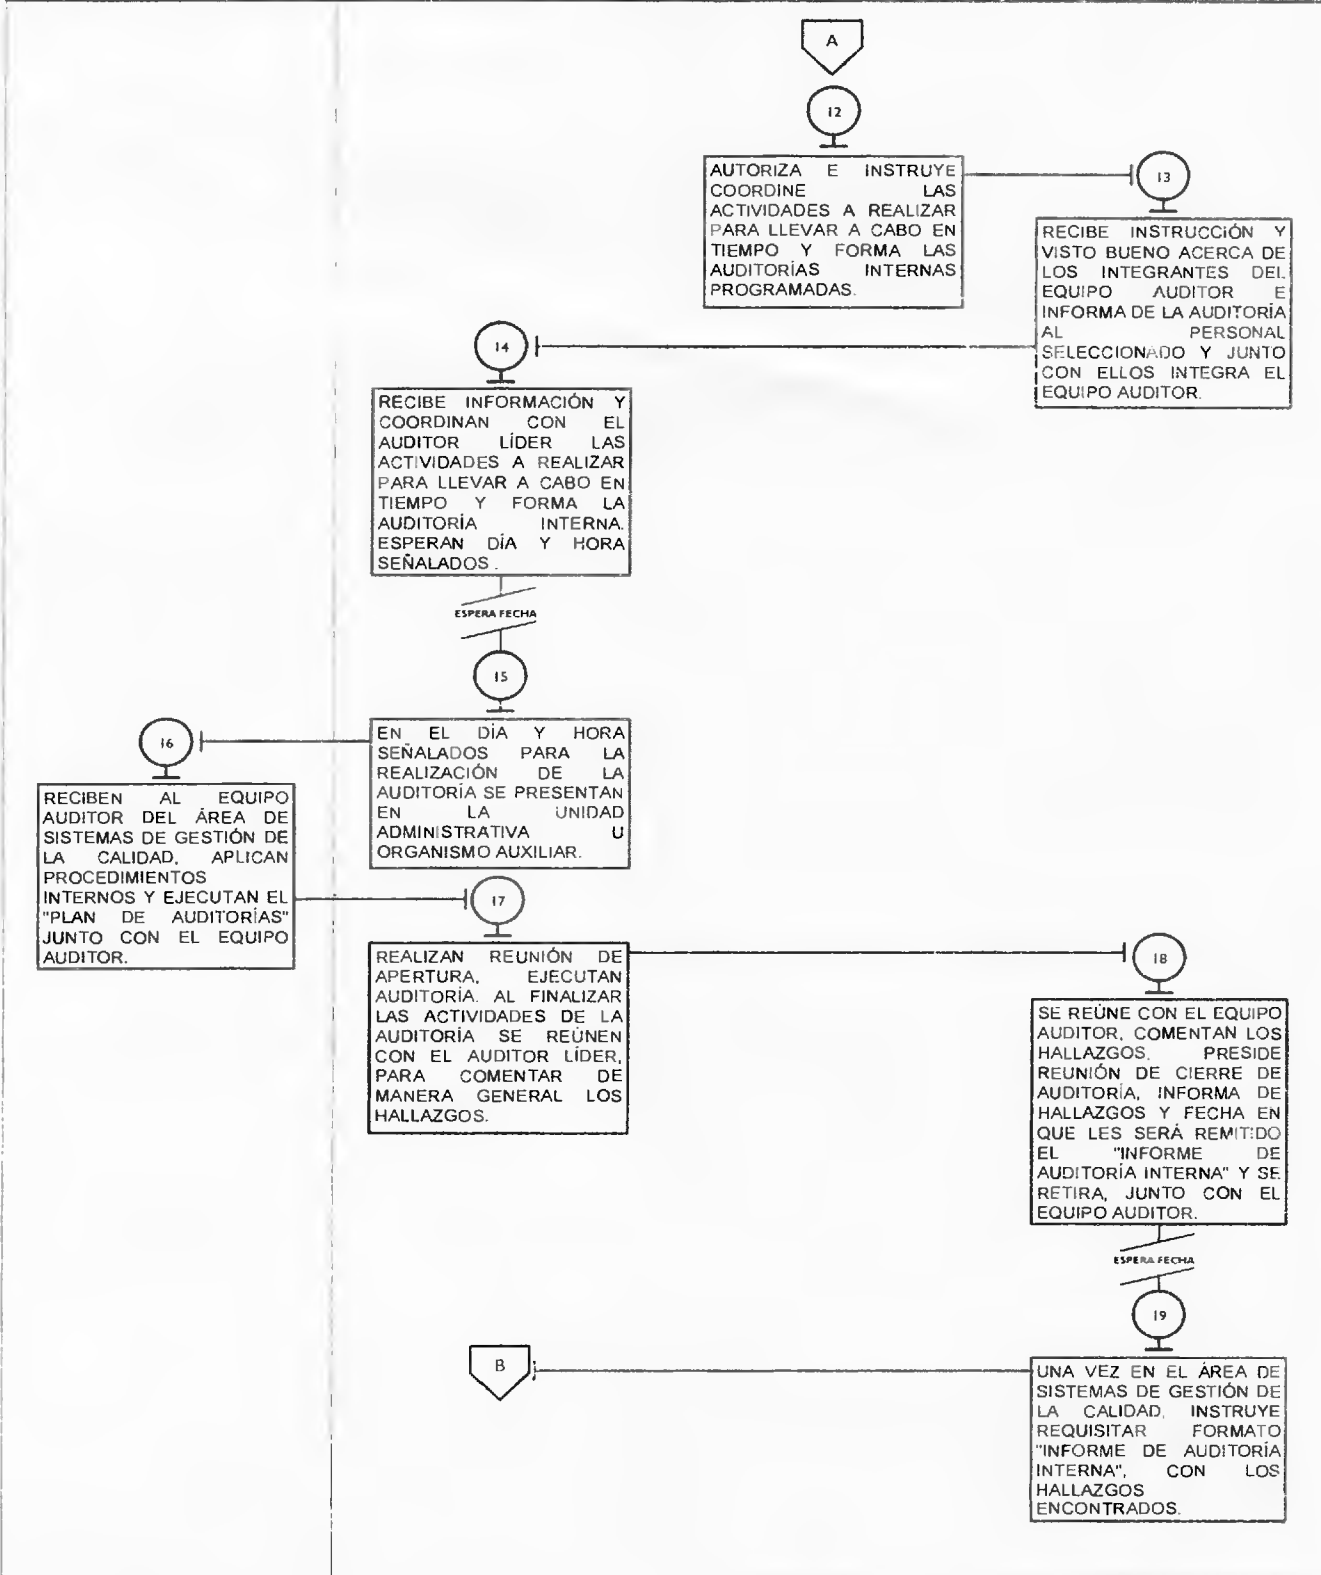 A
12
AUTORIZA E INSTRUYE
COORDINE LAS
ACTIVIDADES A REALIZAR
PARA LLEVAR A CABO EN
TIEMPO Y FORMA LAS
AUDITORÍAS INTERNAS
PROGRAMADAS.
13
RECIBE INSTRUCCIÓN Y
VISTO BUENO ACERCA DE
LOS INTEGRANTES DEL
EQUIPO AUDITOR E
INFORMA DE LA AUDITORÍA
AL PERSONAL
SELECCIONADO Y JUNTO
CON ELLOS INTEGRA EL
EQUIPO AUDITOR.
14
RECIBE INFORMACIÓN Y
COORDINAN CON EL
AUDITOR LÍDER LAS
ACTIVIDADES A REALIZAR
PARA LLEVAR A CABO EN
TIEMPO Y FORMA LA
AUDITORÍA INTERNA.
ESPERAN DÍA Y HORA
SEÑALADOS .
ESPERA FECHA
15
EN EL DÍA Y HORA
SEÑALADOS PARA LA
REALIZACIÓN DE LA
AUDITORÍA SE PRESENTAN
EN LA UNIDAD
ADMINISTRATIVA U
ORGANISMO AUXILIAR.
16
RECIBEN AL EQUIPO
AUDITOR DEL ÁREA DE
SISTEMAS DE GESTIÓN DE
LA CALIDAD, APLICAN
PROCEDIMIENTOS
INTERNOS Y EJECUTAN EL
"PLAN DE AUDITORÍAS"
JUNTO CON EL EQUIPO
AUDITOR.
17
REALIZAN REUNIÓN DE
APERTURA, EJECUTAN
AUDITORÍA. AL FINALIZAR
LAS ACTIVIDADES DE LA
AUDITORÍA SE REÚNEN
CON EL AUDITOR LÍDER,
PARA COMENTAR DE
MANERA GENERAL LOS
HALLAZGOS.
18
SE REÚNE CON EL EQUIPO
AUDITOR, COMENTAN LOS
HALLAZGOS. PRESIDE
REUNIÓN DE CIERRE DE
AUDITORÍA, INFORMA DE
HALLAZGOS Y FECHA EN
QUE LES SERÁ REMITIDO
EL "INFORME DE
AUDITORÍA INTERNA" Y SE
RETIRA, JUNTO CON EL
EQUIPO AUDITOR.
ESPERA FECHA
19
UNA VEZ EN EL ÁREA DE
SISTEMAS DE GESTIÓN DE
LA CALIDAD, INSTRUYE
REQUISITAR FORMATO
"INFORME DE AUDITORÍA
INTERNA", CON LOS
HALLAZGOS
ENCONTRADOS.
B